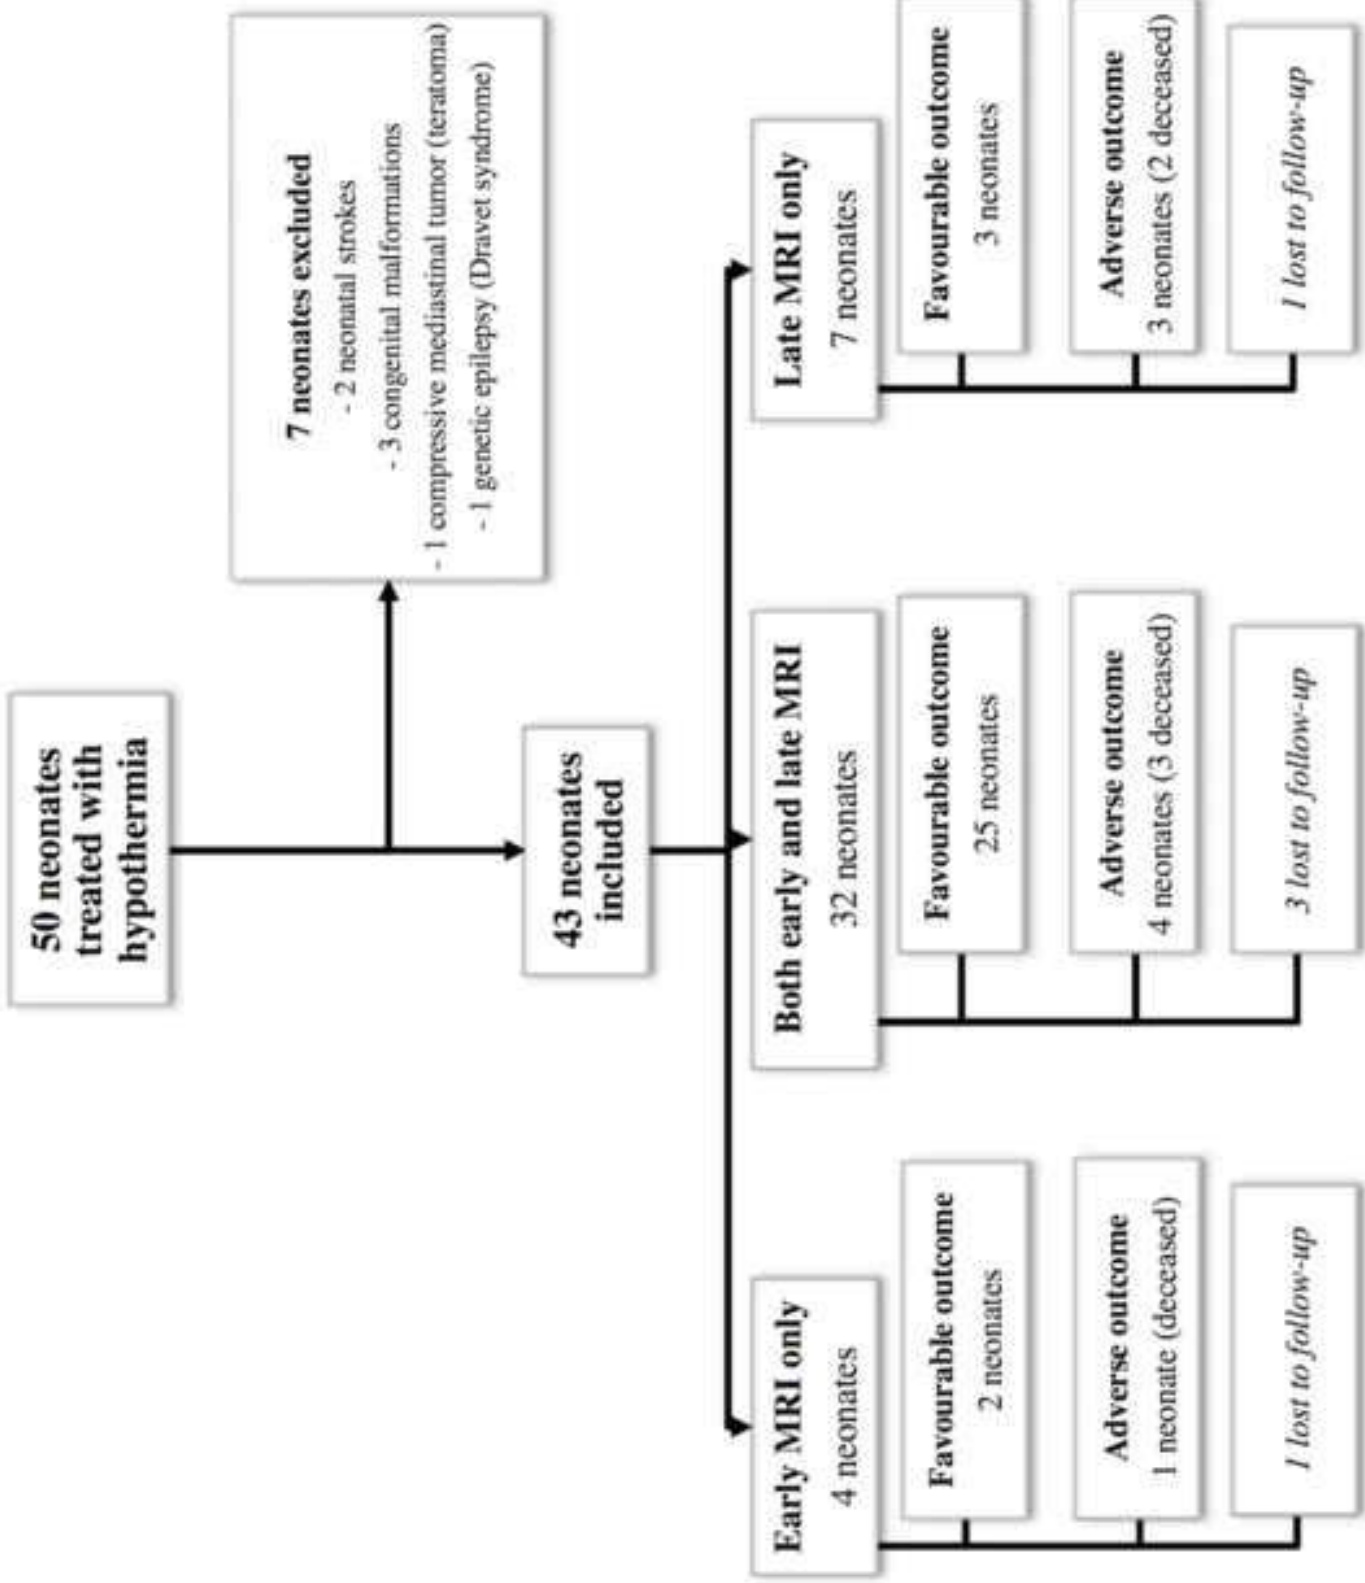 50 neonates
treated with
hypothermia
7 neonates excluded
- 2 neonatal strokes
- 3 congenital malformations
- 1 compressive mediastinal tumor (teratoma)
- 1 genetic epilepsy (Dravet syndrome)
43 neonates
included
Early MRI only
4 neonates
Favourable outcome
2 neonates
Adverse outcome
1 neonate (deceased)
1 lost to follow-up
Both early and late MRI
32 neonates
Favourable outcome
25 neonates
Adverse outcome
4 neonates (3 deceased)
3 lost to follow-up
Late MRI only
7 neonates
Favourable outcome
3 neonates
Adverse outcome
3 neonates (2 deceased)
1 lost to follow-up